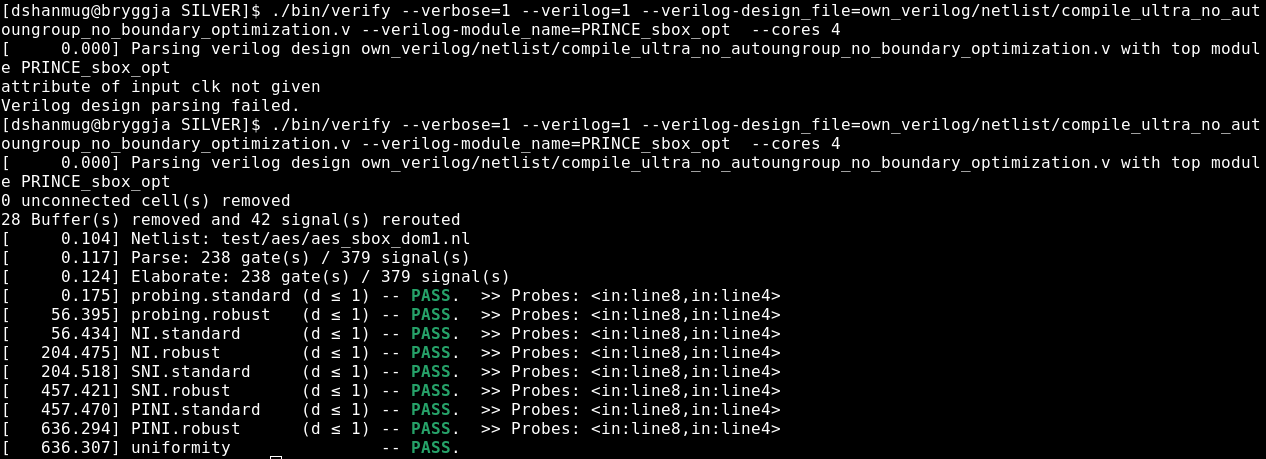 [dshanmug@bryggja SILVER]$ ./bin/verify --verbose=1 --verilog=1 --verilog-design_file=own_verilog/netlist/compile_ultra_no_aut
oungroup_no_boundary_optimization.v --verilog-module_name=PRINCE_sbox_opt  --cores 4
[     0.000] Parsing verilog design own_verilog/netlist/compile_ultra_no_autoungroup_no_boundary_optimization.v with top modul
e PRINCE_sbox_opt
attribute of input clk not given
Verilog design parsing failed.
[dshanmug@bryggja SILVER]$ ./bin/verify --verbose=1 --verilog=1 --verilog-design_file=own_verilog/netlist/compile_ultra_no_aut
oungroup_no_boundary_optimization.v --verilog-module_name=PRINCE_sbox_opt  --cores 4
[     0.000] Parsing verilog design own_verilog/netlist/compile_ultra_no_autoungroup_no_boundary_optimization.v with top modul
e PRINCE_sbox_opt
0 unconnected cell(s) removed
28 Buffer(s) removed and 42 signal(s) rerouted
[     0.104] Netlist: test/aes/aes_sbox_dom1.nl
[     0.117] Parse: 238 gate(s) / 379 signal(s)
[     0.124] Elaborate: 238 gate(s) / 379 signal(s)
[     0.175] probing.standard (d ≤ 1) -- PASS.  >> Probes: <in:line8,in:line4>
[    56.395] probing.robust   (d ≤ 1) -- PASS.  >> Probes: <in:line8,in:line4>
[    56.434] NI.standard      (d ≤ 1) -- PASS.  >> Probes: <in:line8,in:line4>
[   204.475] NI.robust        (d ≤ 1) -- PASS.  >> Probes: <in:line8,in:line4>
[   204.518] SNI.standard     (d ≤ 1) -- PASS.  >> Probes: <in:line8,in:line4>
[   457.421] SNI.robust       (d ≤ 1) -- PASS.  >> Probes: <in:line8,in:line4>
[   457.470] PINI.standard    (d ≤ 1) -- PASS.  >> Probes: <in:line8,in:line4>
[   636.294] PINI.robust      (d ≤ 1) -- PASS.  >> Probes: <in:line8,in:line4>
[   636.307] uniformity               -- PASS.